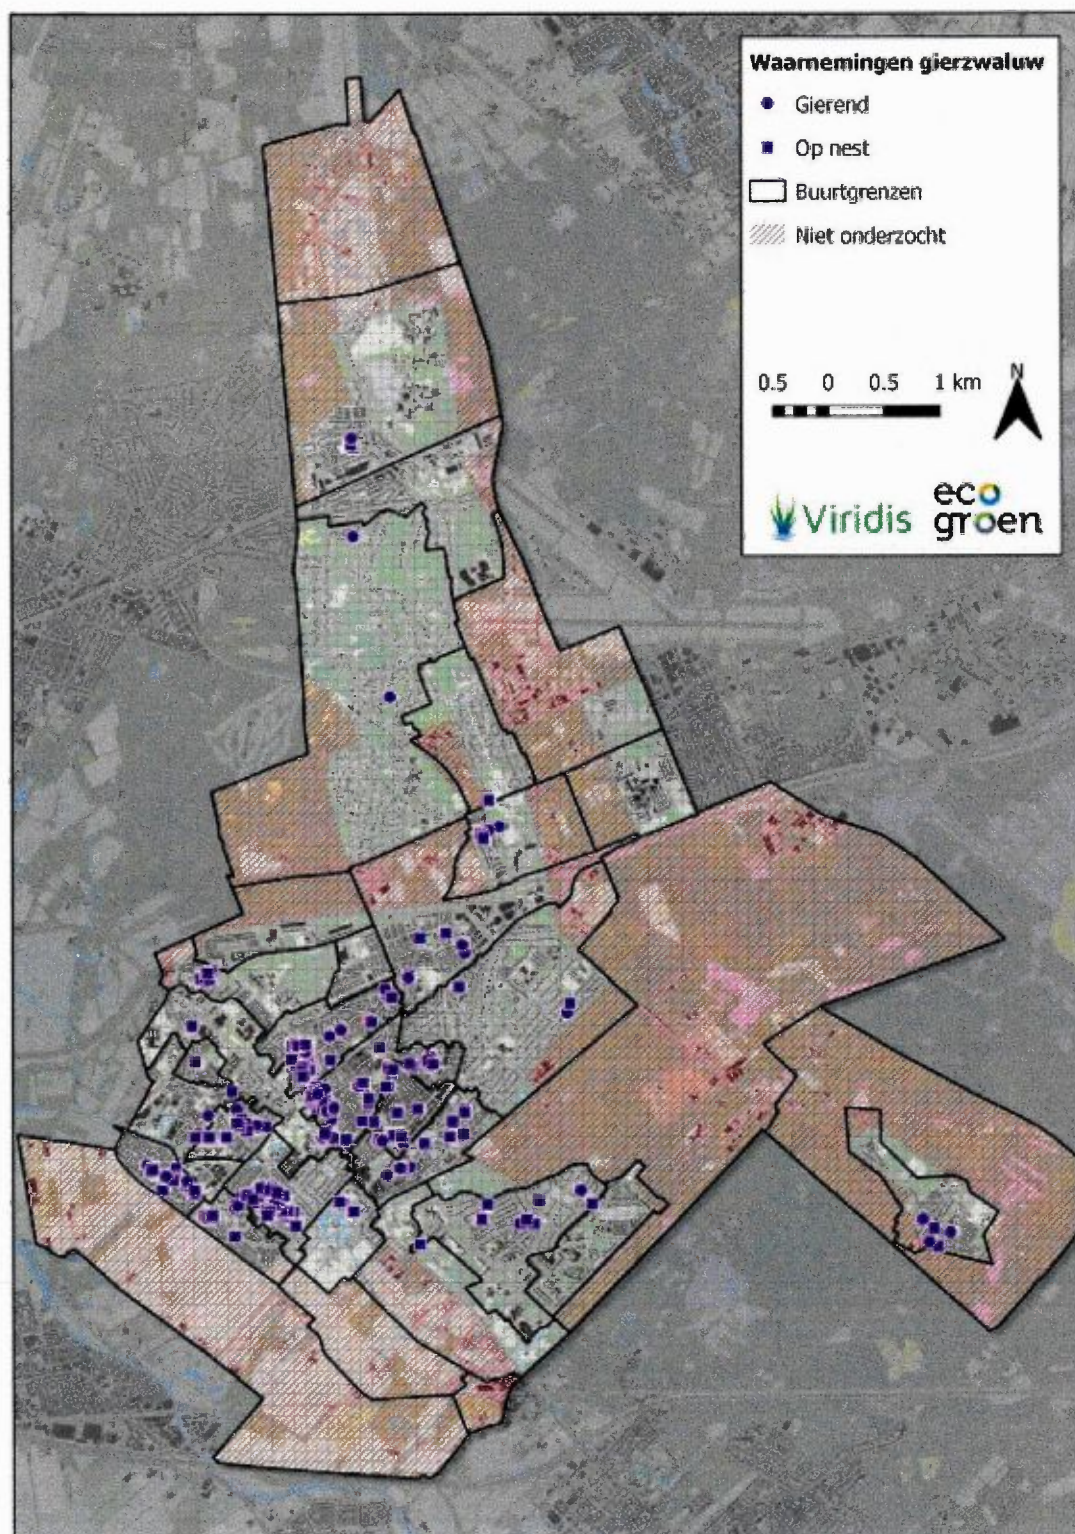 Waarnemingen gierzwaluw
Gierend
Op nest
Buurtgrenzen
Niet onderzocht
0.5 0 0.5 1 km
N
Viridis
eco
groen